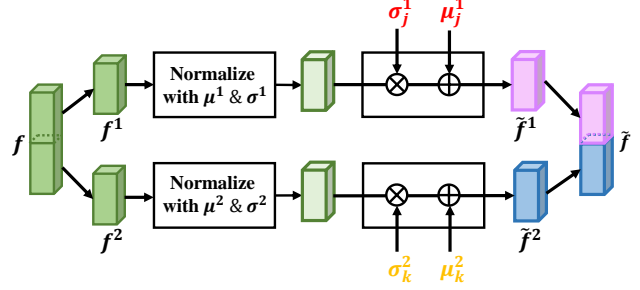 σ_j^1 μ_j^1
Normalize
with μ^1 & σ^1
f
f^1
f̃^1
f̃
Normalize
with μ^2 & σ^2
f^2
f̃^2
σ_k^2 μ_k^2